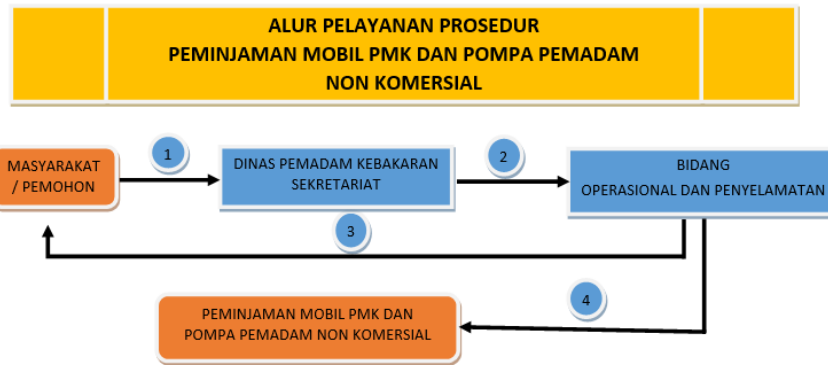 ALUR PELAYANAN PROSEDUR
PEMINJAMAN MOBIL PMK DAN POMPA PEMADAM
NON KOMERSIAL
MASYARAKAT
/ PEMOHON
1
DINAS PEMADAM KEBAKARAN
SEKRETARIAT
2
BIDANG
OPERASIONAL DAN PENYELAMATAN
3
4
PEMINJAMAN MOBIL PMK DAN
POMPA PEMADAM NON KOMERSIAL